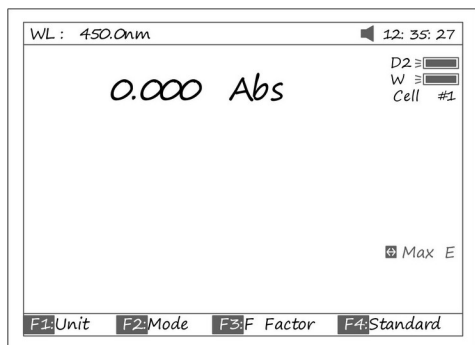 WL: 450.0nm 12:35:27
D2
W
0.000 Abs
Cell #1
Max E
F1:Unit F2:Mode F3:F Factor F4:Standard